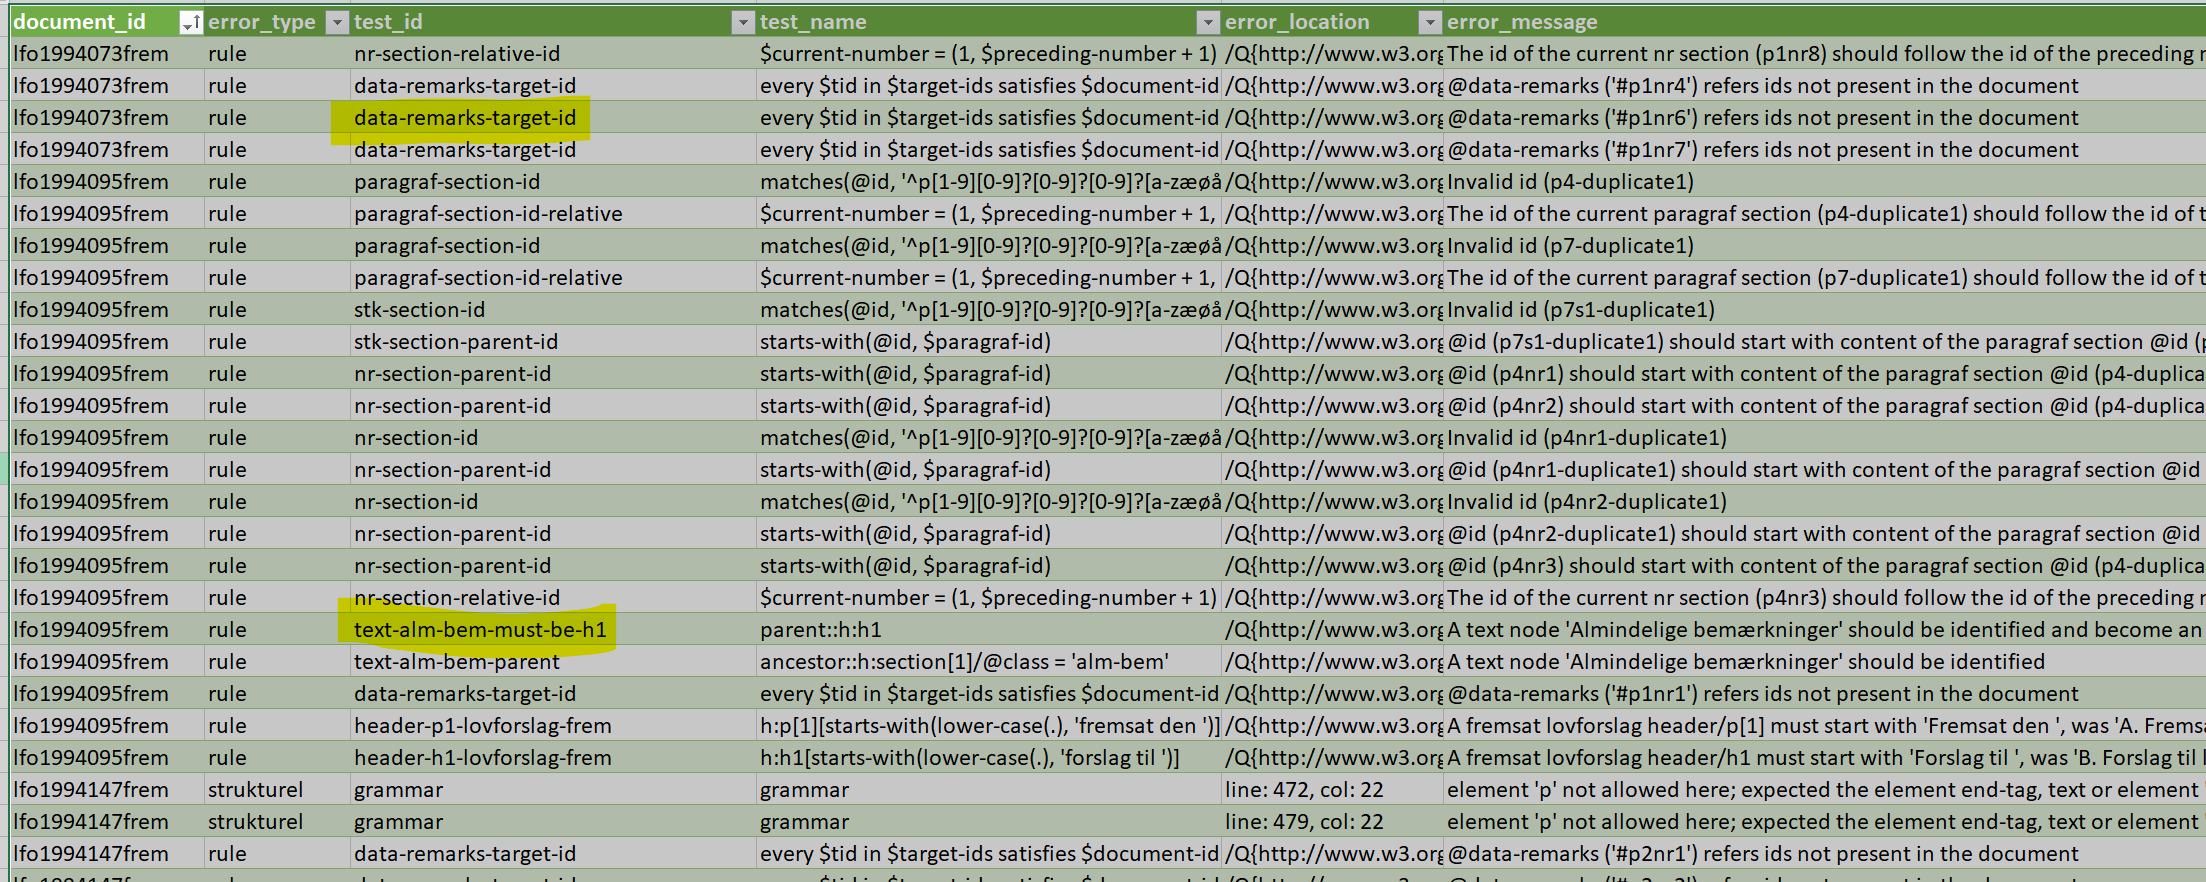 document_id error_type test_id test_name error_location error_message
lfo1994073frem rule nr-section-relative-id $current-number = (1, $preceding-number + 1) /Q{http://www.w3.org The id of the current nr section (p1nr8) should follow the id of the preceding
lfo1994073frem rule data-remarks-target-id every $tid in $target-ids satisfies $document-id /Q{http://www.w3.org @data-remarks ('#p1nr4') refers ids not present in the document
lfo1994073frem rule data-remarks-target-id every $tid in $target-ids satisfies $document-id /Q{http://www.w3.org @data-remarks ('#p1nr6') refers ids not present in the document
lfo1994073frem rule data-remarks-target-id every $tid in $target-ids satisfies $document-id /Q{http://www.w3.org @data-remarks ('#p1nr7') refers ids not present in the document
lfo1994095frem rule paragraf-section-id matches(@id, '^p[1-9][0-9]?[0-9]?[0-9]?[a-zæøå /Q{http://www.w3.org Invalid id (p4-duplicate1)
lfo1994095frem rule paragraf-section-id-relative $current-number = (1, $preceding-number + 1, /Q{http://www.w3.org The id of the current paragraf section (p4-duplicate1) should follow the id of
lfo1994095frem rule paragraf-section-id matches(@id, '^p[1-9][0-9]?[0-9]?[0-9]?[a-zæøå /Q{http://www.w3.org Invalid id (p7-duplicate1)
lfo1994095frem rule paragraf-section-id-relative $current-number = (1, $preceding-number + 1, /Q{http://www.w3.org The id of the current paragraf section (p7-duplicate1) should follow the id of
lfo1994095frem rule stk-section-id matches(@id, '^p[1-9][0-9]?[0-9]?[0-9]?[a-zæøå /Q{http://www.w3.org Invalid id (p7s1-duplicate1)
lfo1994095frem rule stk-section-parent-id starts-with(@id, $paragraf-id) /Q{http://www.w3.org @id (p7s1-duplicate1) should start with content of the paragraf section @id (
lfo1994095frem rule nr-section-parent-id starts-with(@id, $paragraf-id) /Q{http://www.w3.org @id (p4nr1) should start with content of the paragraf section @id (p4-duplica
lfo1994095frem rule nr-section-parent-id starts-with(@id, $paragraf-id) /Q{http://www.w3.org @id (p4nr2) should start with content of the paragraf section @id (p4-duplica
lfo1994095frem rule nr-section-id matches(@id, '^p[1-9][0-9]?[0-9]?[0-9]?[a-zæøå /Q{http://www.w3.org Invalid id (p4nr1-duplicate1)
lfo1994095frem rule nr-section-parent-id starts-with(@id, $paragraf-id) /Q{http://www.w3.org @id (p4nr1-duplicate1) should start with content of the paragraf section @id
lfo1994095frem rule nr-section-id matches(@id, '^p[1-9][0-9]?[0-9]?[0-9]?[a-zæøå /Q{http://www.w3.org Invalid id (p4nr2-duplicate1)
lfo1994095frem rule nr-section-parent-id starts-with(@id, $paragraf-id) /Q{http://www.w3.org @id (p4nr2-duplicate1) should start with content of the paragraf section @id
lfo1994095frem rule nr-section-parent-id starts-with(@id, $paragraf-id) /Q{http://www.w3.org @id (p4nr3) should start with content of the paragraf section @id (p4-duplica
lfo1994095frem rule nr-section-relative-id $current-number = (1, $preceding-number + 1) /Q{http://www.w3.org The id of the current nr section (p4nr3) should follow the id of the preceding
lfo1994095frem rule text-alm-bem-must-be-h1 parent::h:h1 /Q{http://www.w3.org A text node 'Almindelige bemærkninger' should be identified and become an
lfo1994095frem rule text-alm-bem-parent ancestor::h:section[1]/@class = 'alm-bem' /Q{http://www.w3.org A text node 'Almindelige bemærkninger' should be identified
lfo1994095frem rule data-remarks-target-id every $tid in $target-ids satisfies $document-id /Q{http://www.w3.org @data-remarks ('#p1nr1') refers ids not present in the document
lfo1994095frem rule header-p1-lovforslag-frem h:p[1][starts-with(lower-case(.), 'fremsat den ')] /Q{http://www.w3.org A fremsat lovforslag header/p[1] must start with 'Fremsat den ', was 'A. Fremsa
lfo1994095frem rule header-h1-lovforslag-frem h:h1[starts-with(lower-case(.), 'forslag til ')] /Q{http://www.w3.org A fremsat lovforslag header/h1 must start with 'Forslag til ', was 'B. Forslag til
lfo1994147frem strukturel grammar grammar line: 472, col: 22 element 'p' not allowed here; expected the element end-tag, text or element
lfo1994147frem strukturel grammar grammar line: 479, col: 22 element 'p' not allowed here; expected the element end-tag, text or element
lfo1994147frem rule data-remarks-target-id every $tid in $target-ids satisfies $document-id /Q{http://www.w3.org @data-remarks ('#p2nr1') refers ids not present in the document